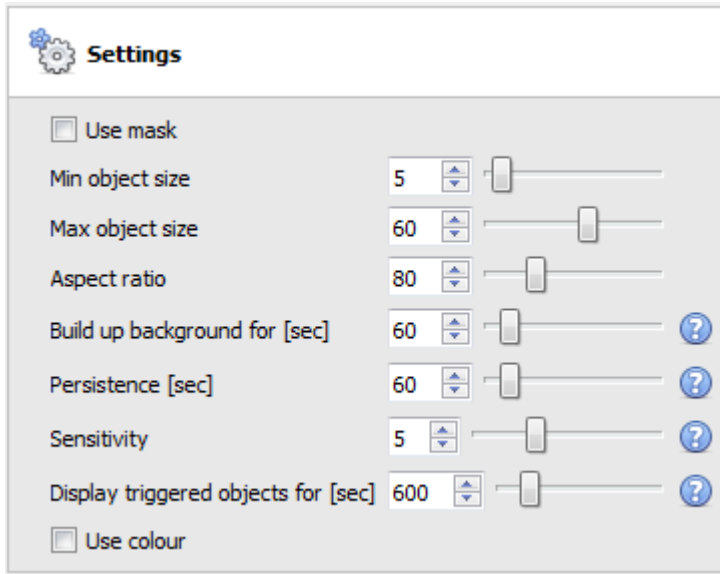 Settings
Use mask
Min object size 5
Max object size 60
Aspect ratio 80
Build up background for [sec] 60 ?
Persistence [sec] 60 ?
Sensitivity 5 ?
Display triggered objects for [sec] 600 ?
Use colour